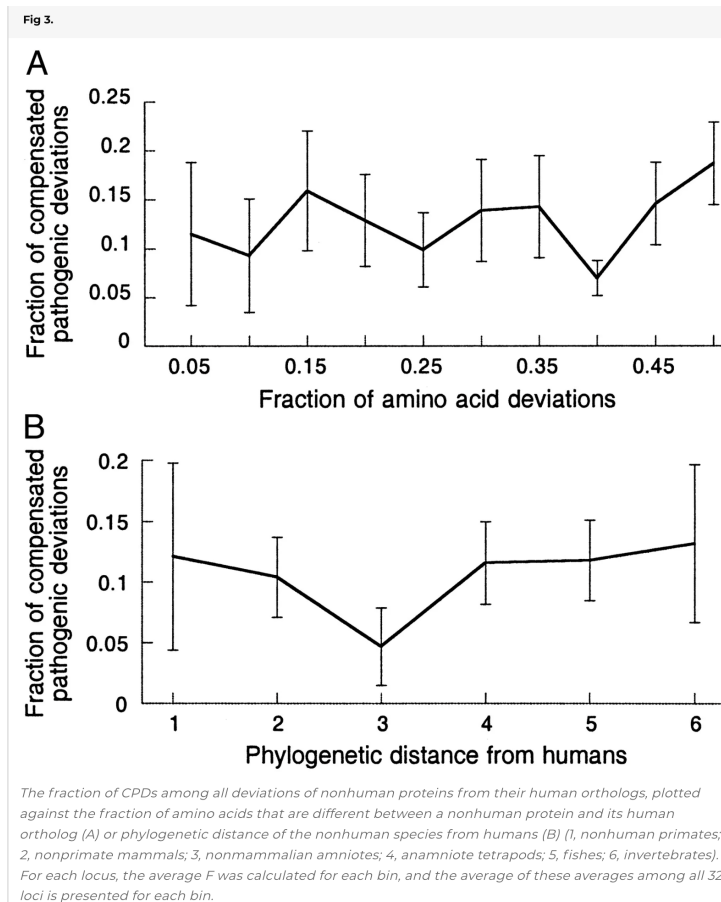 Fig 3.
A
Fraction of compensated
pathogenic deviations
0.25
0.2
0.15
0.1
0.05
0
0.05
0.15
0.25
0.35
0.45
Fraction of amino acid deviations
B
Fraction of compensated
pathogenic deviations
0.2
0.15
0.1
0.05
0
1
2
3
4
5
6
Phylogenetic distance from humans
The fraction of CPDs among all deviations of nonhuman proteins from their human orthologs, plotted
against the fraction of amino acids that are different between a nonhuman protein and its human
ortholog (A) or phylogenetic distance of the nonhuman species from humans (B) (1, nonhuman primates;
2, nonprimate mammals; 3, nonmammalian amniotes; 4, anamniote tetrapods; 5, fishes; 6, invertebrates).
For each locus, the average F was calculated for each bin, and the average of these averages among all 32
loci is presented for each bin.